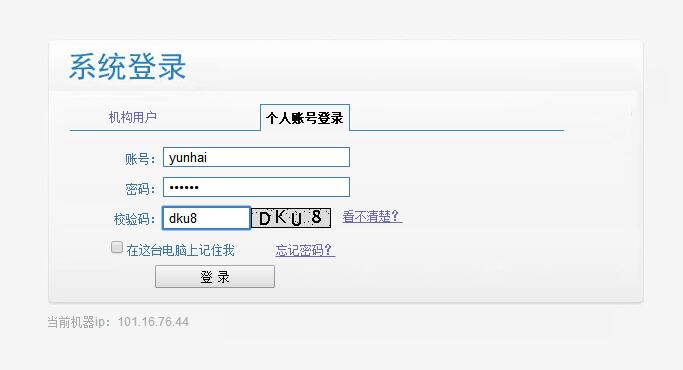 系统登录
机构用户 个人账号登录
账号: yunhai
密码: ••••••
校验码: dku8 DKU8 看不清楚?
在这台电脑上记住我 忘记密码?
登 录
当前机器ip: 101.16.76.44